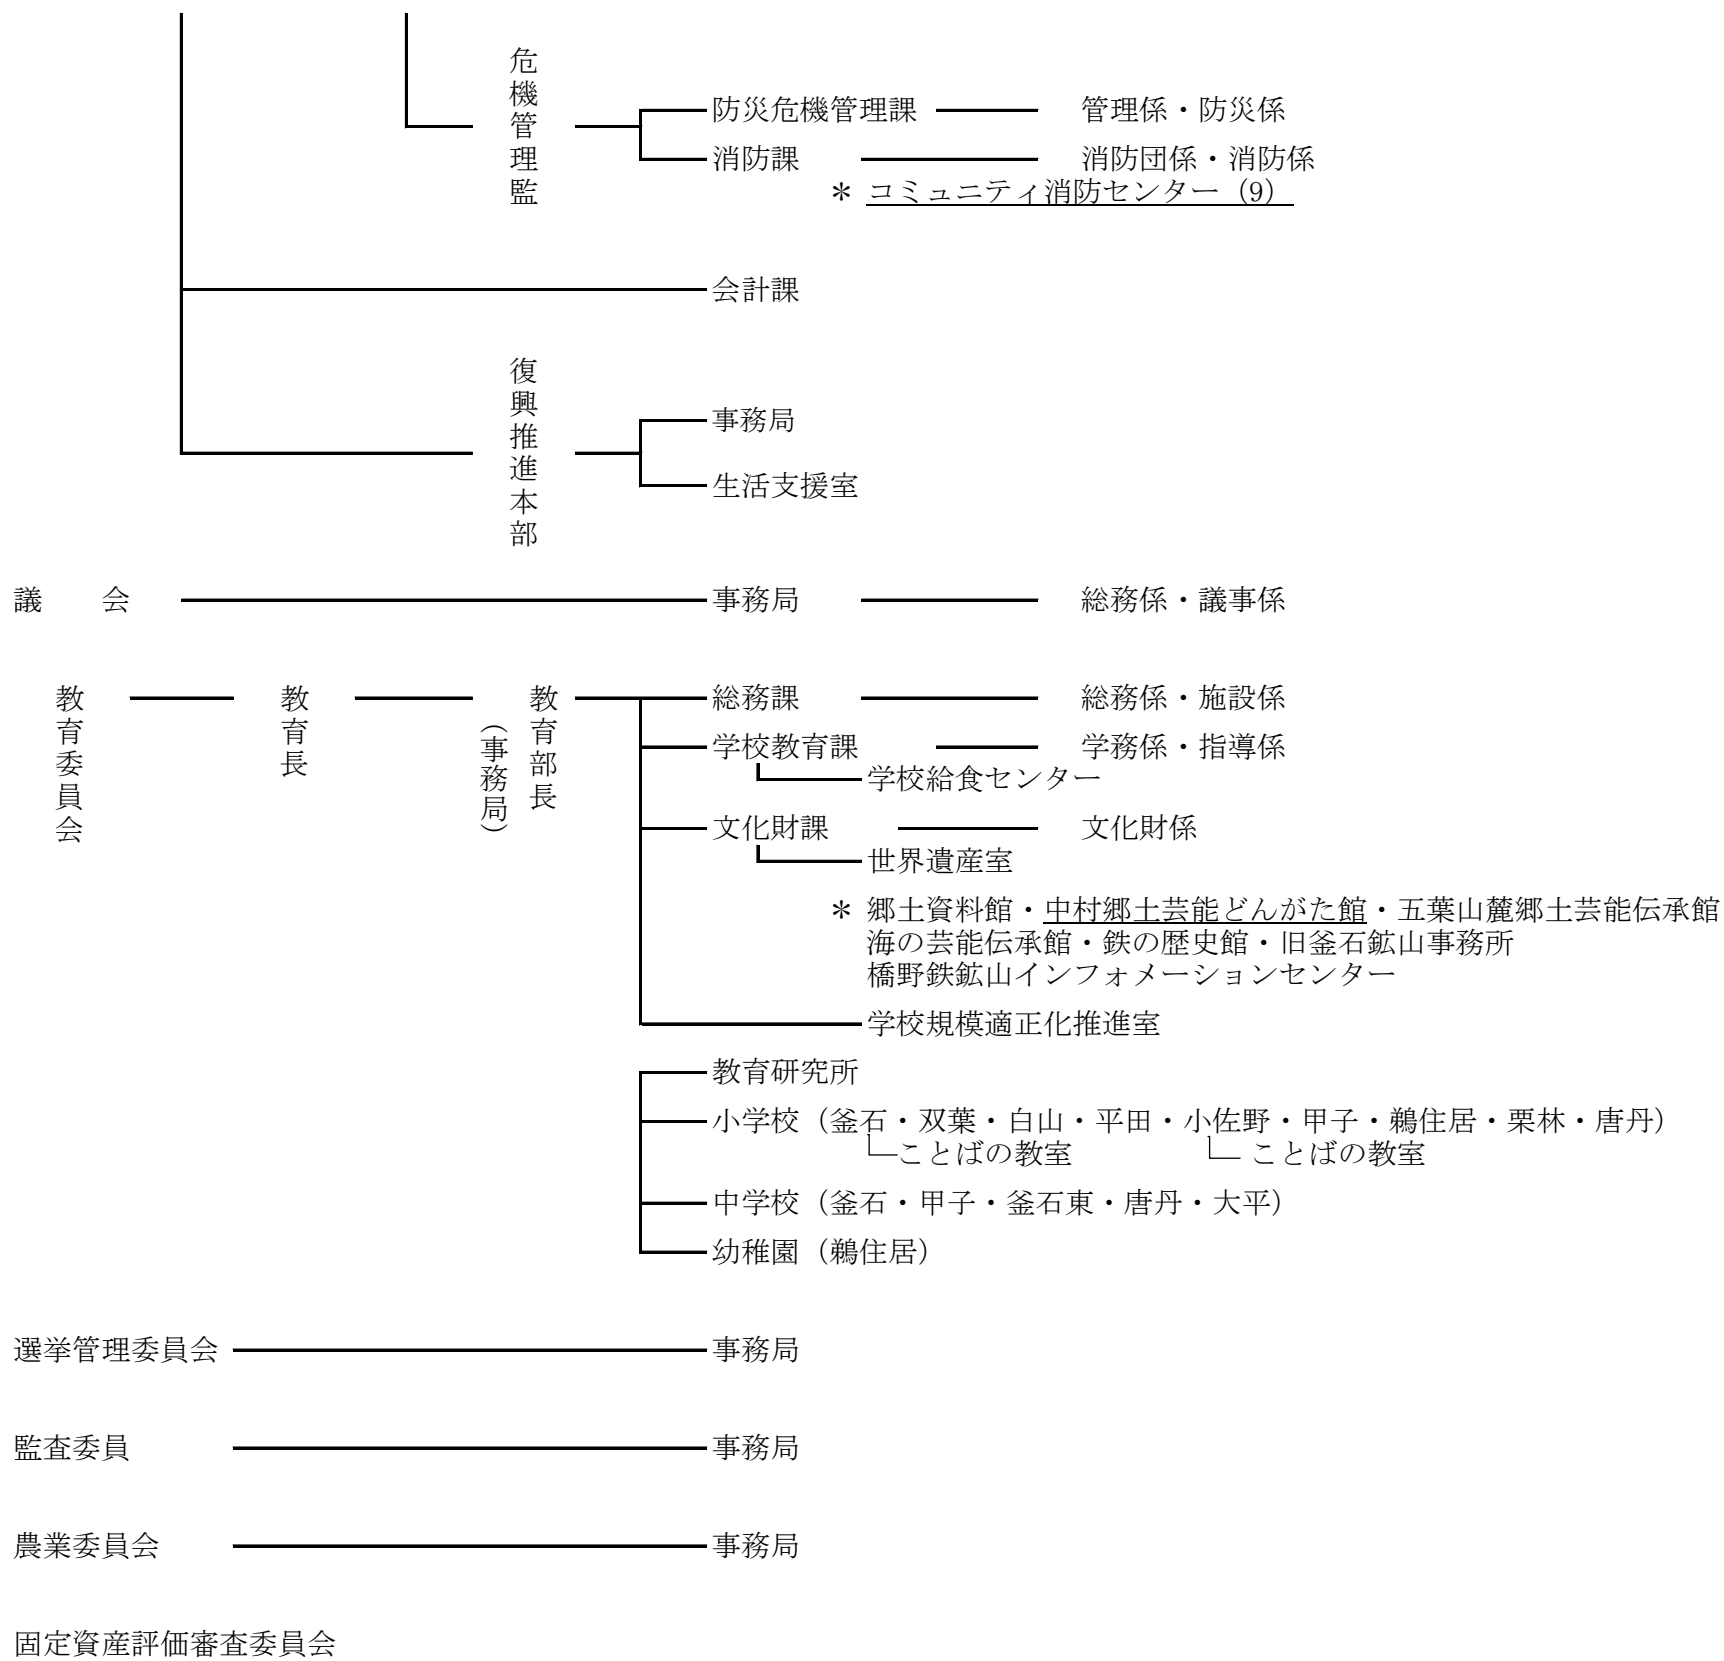 危機管理監
防災危機管理課 管理係・防災係
消防課 消防団係・消防係
＊ コミュニティ消防センター（9）
会計課
復興推進本部
事務局
生活支援室
議　　会 事務局 総務係・議事係
教育委員会
教育長
教育部長
（事務局）
総務課 総務係・施設係
学校教育課 学務係・指導係
学校給食センター
文化財課 文化財係
世界遺産室
＊ 郷土資料館・中村郷土芸能どんがた館・五葉山麓郷土芸能伝承館
海の芸能伝承館・鉄の歴史館・旧釜石鉱山事務所
橋野鉄鉱山インフォメーションセンター
学校規模適正化推進室
教育研究所
小学校（釜石・双葉・白山・平田・小佐野・甲子・鵜住居・栗林・唐丹）
ことばの教室 ことばの教室
中学校（釜石・甲子・釜石東・唐丹・大平）
幼稚園（鵜住居）
選挙管理委員会 事務局
監査委員 事務局
農業委員会 事務局
固定資産評価審査委員会